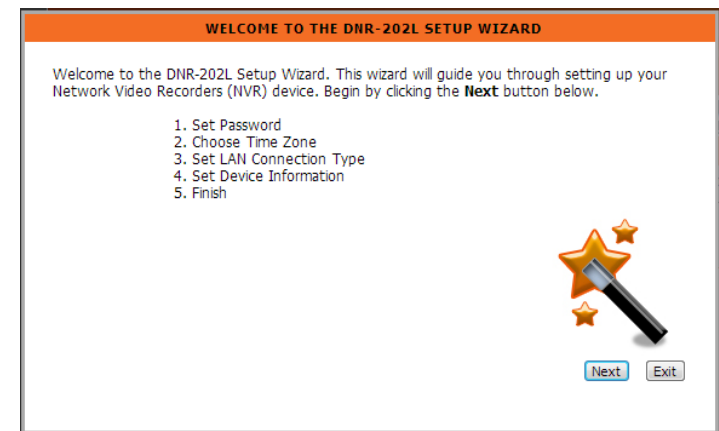 WELCOME TO THE DNR-202L SETUP WIZARD
Welcome to the DNR-202L Setup Wizard. This wizard will guide you through setting up your
Network Video Recorders (NVR) device. Begin by clicking the Next button below.
1. Set Password
2. Choose Time Zone
3. Set LAN Connection Type
4. Set Device Information
5. Finish
Next Exit